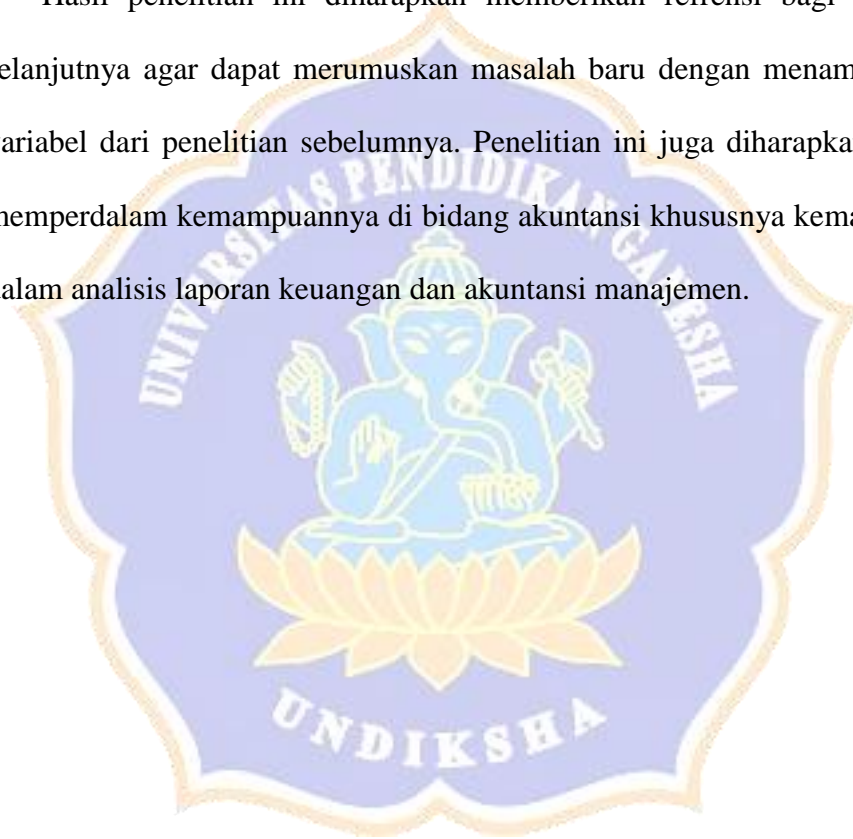 Hasil penelitian ini diharapkan memberikan refrensi bagi
elanjutnya agar dapat merumuskan masalah baru dengan menam
variabel dari penelitian sebelumnya. Penelitian ini juga diharapka
memperdalam kemampuannya di bidang akuntansi khususnya kema
dalam analisis laporan keuangan dan akuntansi manajemen.
UNIVERSITAS PENDIDIKAN GANESHA
UNDIKSHA